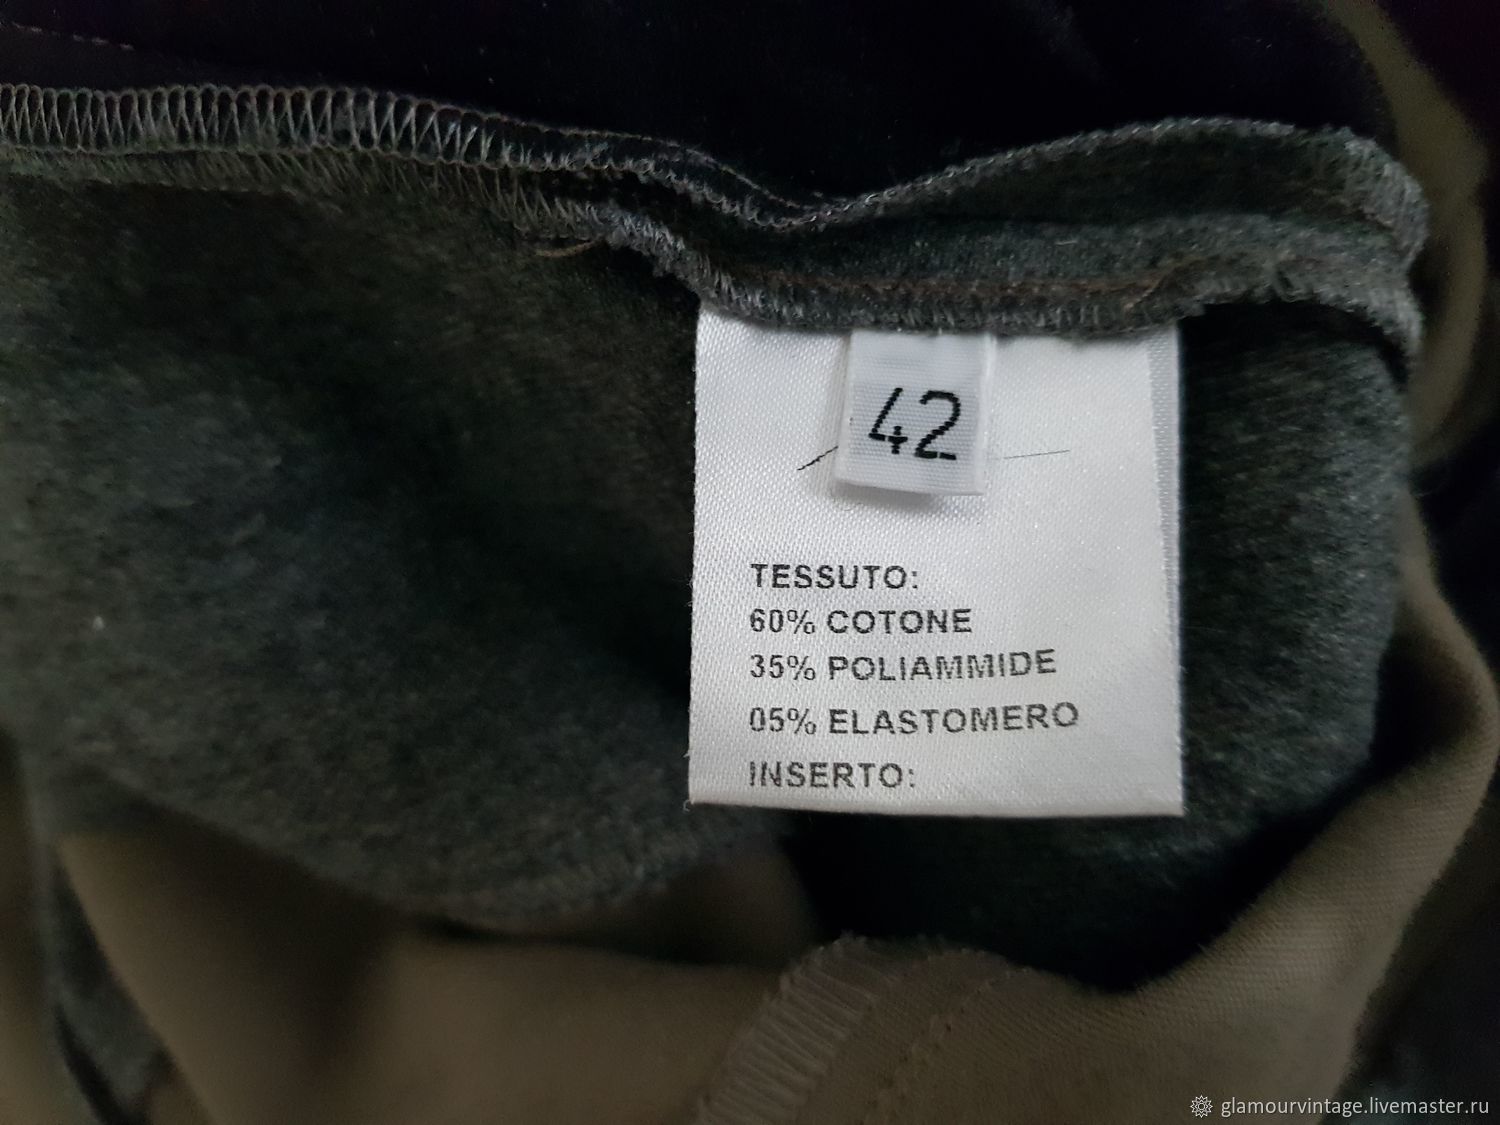 42
TESSUTO:
60% COTONE
35% POLIAMMIDE
05% ELASTOMERO
INSERTO:
glamourvintage.livemaster.ru